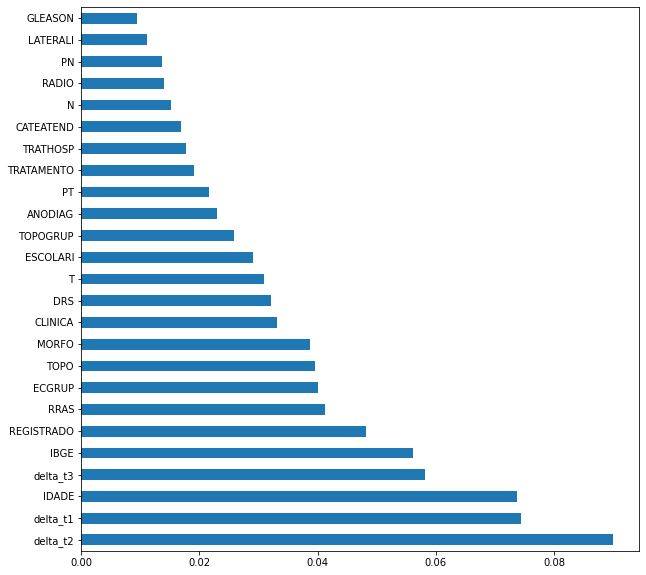 GLEASON
LATERALI
PN
RADIO
N
CATEATEND
TRATHOSP
TRATAMENTO
PT
ANODIAG
TOPOGRUP
ESCOLARI
T
DRS
CLINICA
MORFO
TOPO
ECGRUP
RRAS
REGISTRADO
IBGE
delta_t3
IDADE
delta_t1
delta_t2
0.00 0.02 0.04 0.06 0.08